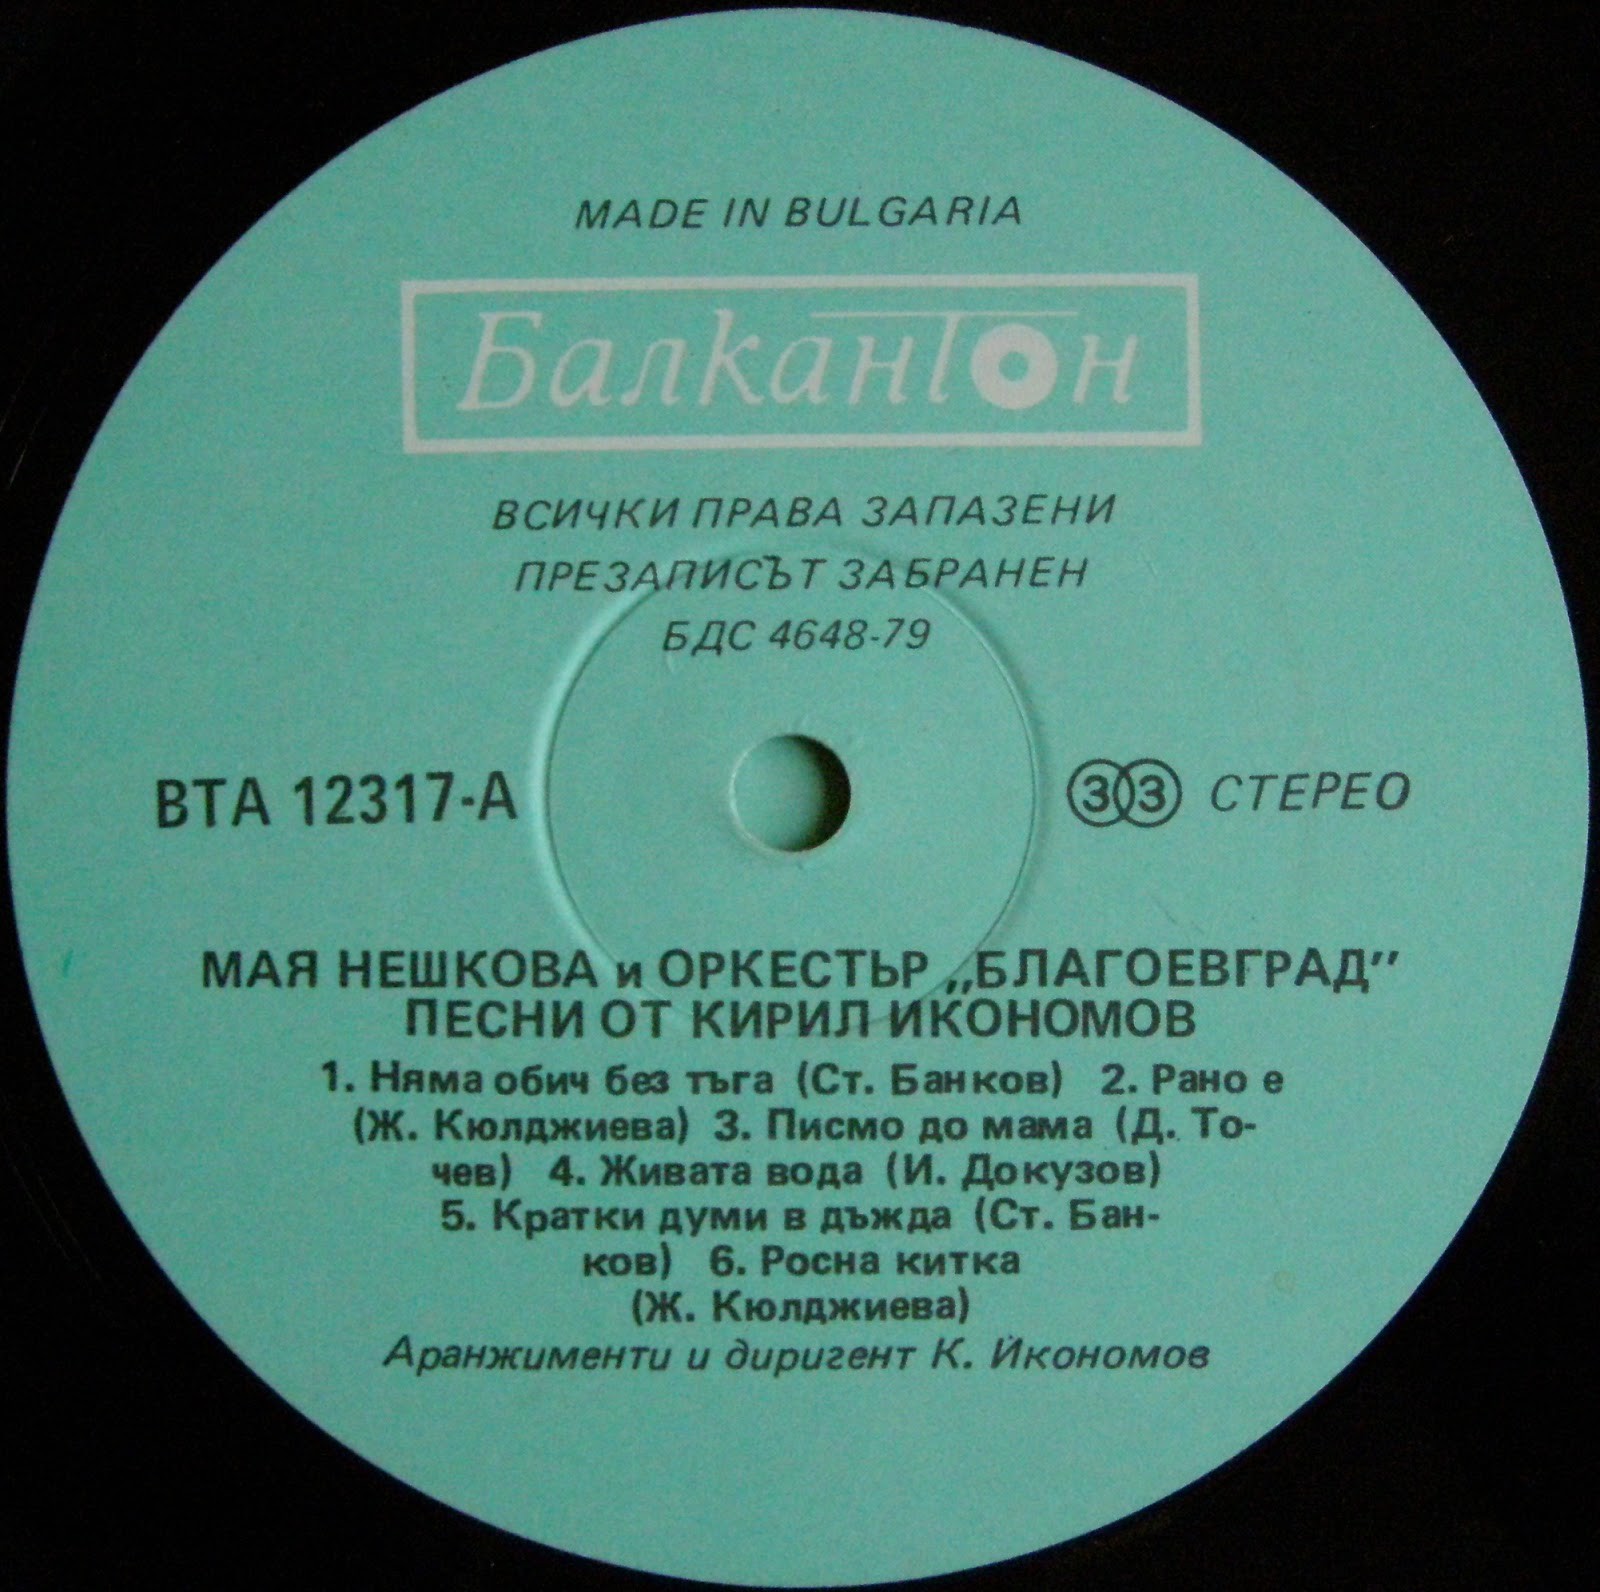 MADE IN BULGARIA
Балкантон
ВСИЧКИ ПРАВА ЗАПАЗЕНИ
ПРЕЗАПИСЪТ ЗАБРАНЕН
БДС 4648-79
ВТА 12317-А
33 СТЕРЕО
МАЯ НЕШКОВА и ОРКЕСТЪР „БЛАГОЕВГРАД”
ПЕСНИ ОТ КИРИЛ ИКОНОМОВ
1. Няма обич без тъга (Ст. Банков) 2. Рано е
(Ж. Кюлджиева) 3. Писмо до мама (Д. То-
чев) 4. Живата вода (И. Докузов)
5. Кратки думи в дъжда (Ст. Бан-
ков) 6. Росна китка
(Ж. Кюлджиева)
Аранжименти и диригент К. Икономов